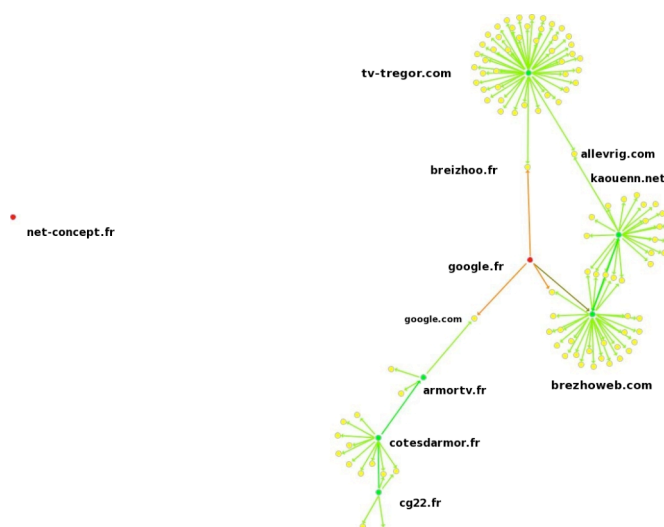 tv-tregor.com
allevrig.com
breizhoo.fr
kaouenn.net
net-concept.fr
google.fr
google.com
brezhoweb.com
armortv.fr
cotesdarmor.fr
cg22.fr